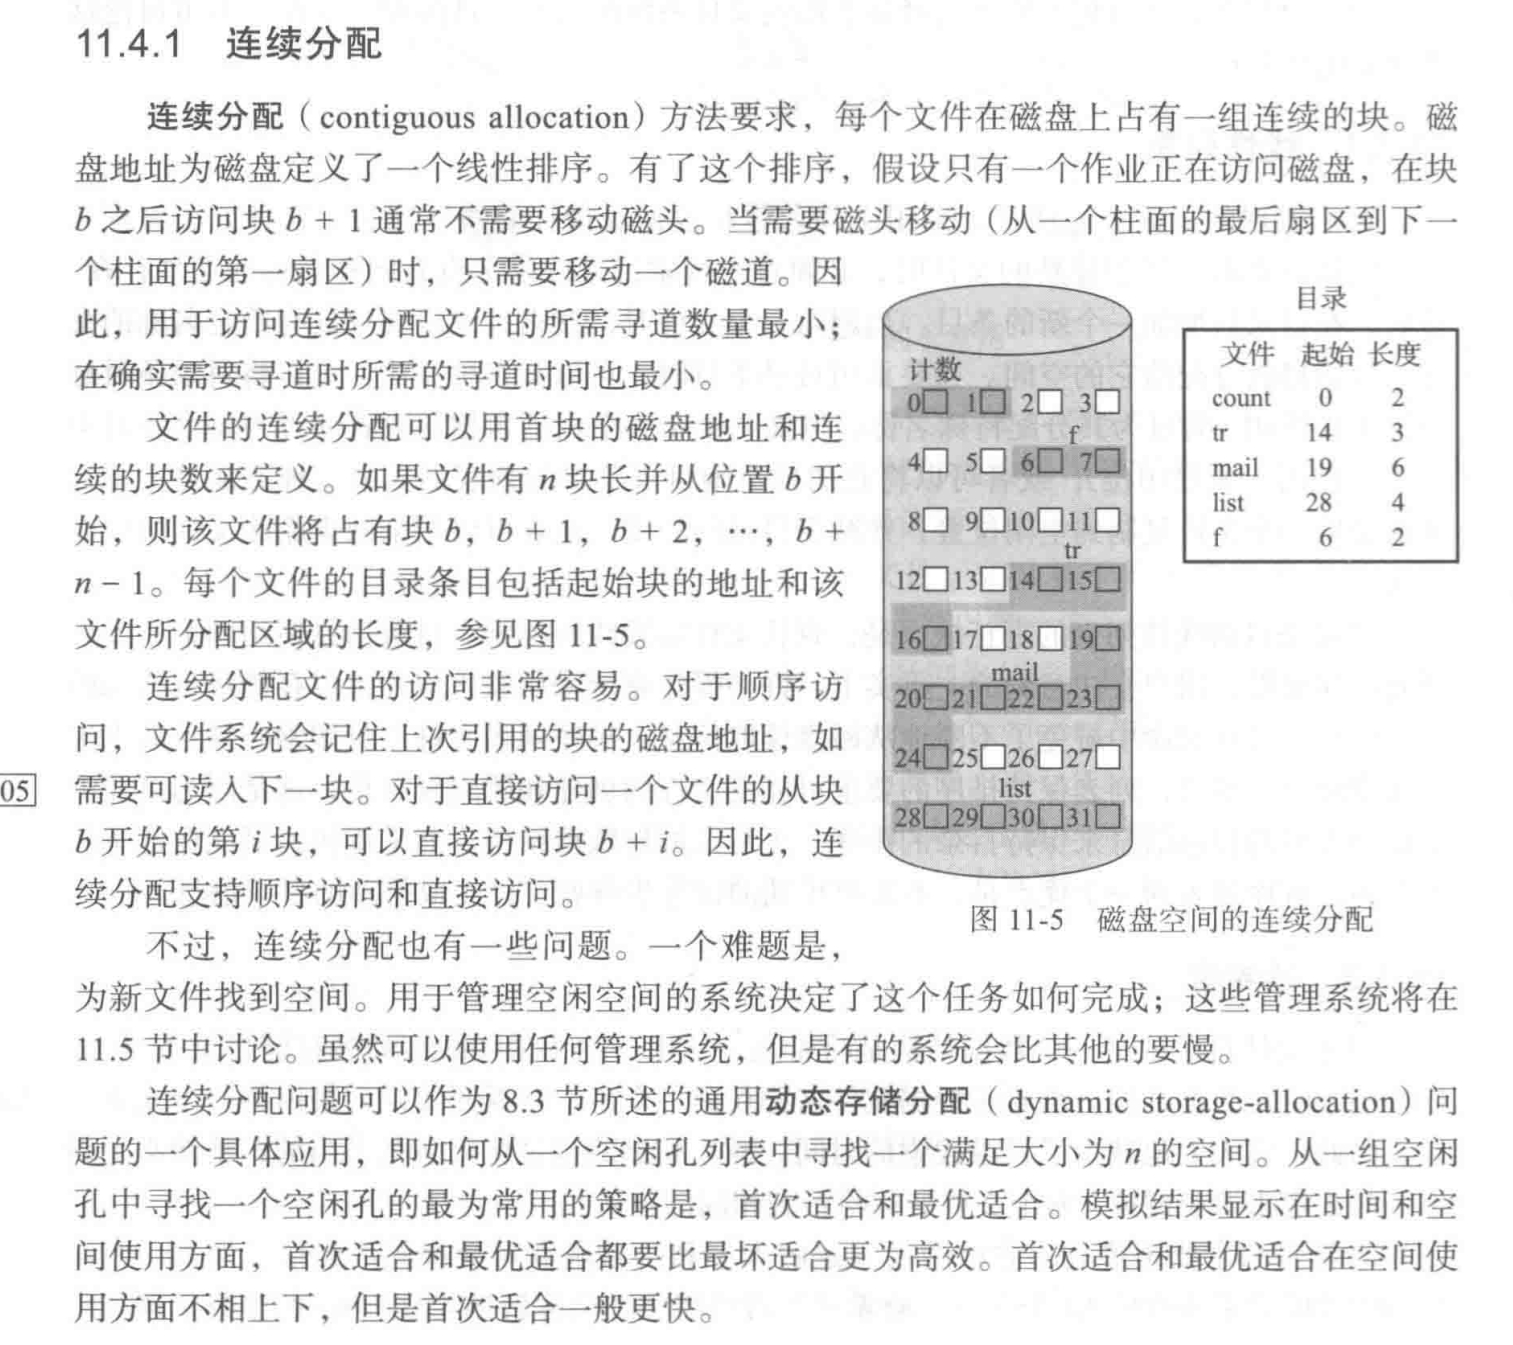 11.4.1 连续分配
连续分配（contiguous allocation）方法要求，每个文件在磁盘上占有一组连续的块。磁
盘地址为磁盘定义了一个线性排序。有了这个排序，假设只有一个作业正在访问磁盘，在块
b 之后访问块 b + 1 通常不需要移动磁头。当需要磁头移动（从一个柱面的最后扇区到下一
个柱面的第一扇区）时，只需要移动一个磁道。因
此，用于访问连续分配文件的所需寻道数量最小；
在确实需要寻道时所需的寻道时间也最小。
文件的连续分配可以用首块的磁盘地址和连
续的块数来定义。如果文件有 n 块长并从位置 b 开
始，则该文件将占有块 b，b + 1，b + 2，…，b +
n − 1。每个文件的目录条目包括起始块的地址和该
文件所分配区域的长度，参见图 11-5。
连续分配文件的访问非常容易。对于顺序访
问，文件系统会记住上次引用的块的磁盘地址，如
05
需要可读入下一块。对于直接访问一个文件的从块
b 开始的第 i 块，可以直接访问块 b + i。因此，连
续分配支持顺序访问和直接访问。
不过，连续分配也有一些问题。一个难题是，
计数
0 1 2 3
f
4 5 6 7
8 9 10 11
tr
12 13 14 15
16 17 18 19
mail
20 21 22 23
24 25 26 27
list
28 29 30 31
目录
文件 起始 长度
count 0 2
tr 14 3
mail 19 6
list 28 4
f 6 2
图 11-5 磁盘空间的连续分配
为新文件找到空间。用于管理空闲空间的系统决定了这个任务如何完成；这些管理系统将在
11.5 节中讨论。虽然可以使用任何管理系统，但是有的系统会比其他的要慢。
连续分配问题可以作为 8.3 节所述的通用动态存储分配（dynamic storage-allocation）问
题的一个具体应用，即如何从一个空闲孔列表中寻找一个满足大小为 n 的空间。从一组空闲
孔中寻找一个空闲孔的最为常用的策略是，首次适合和最优适合。模拟结果显示在时间和空
间使用方面，首次适合和最优适合都要比最坏适合更为高效。首次适合和最优适合在空间使
用方面不相上下，但是首次适合一般更快。